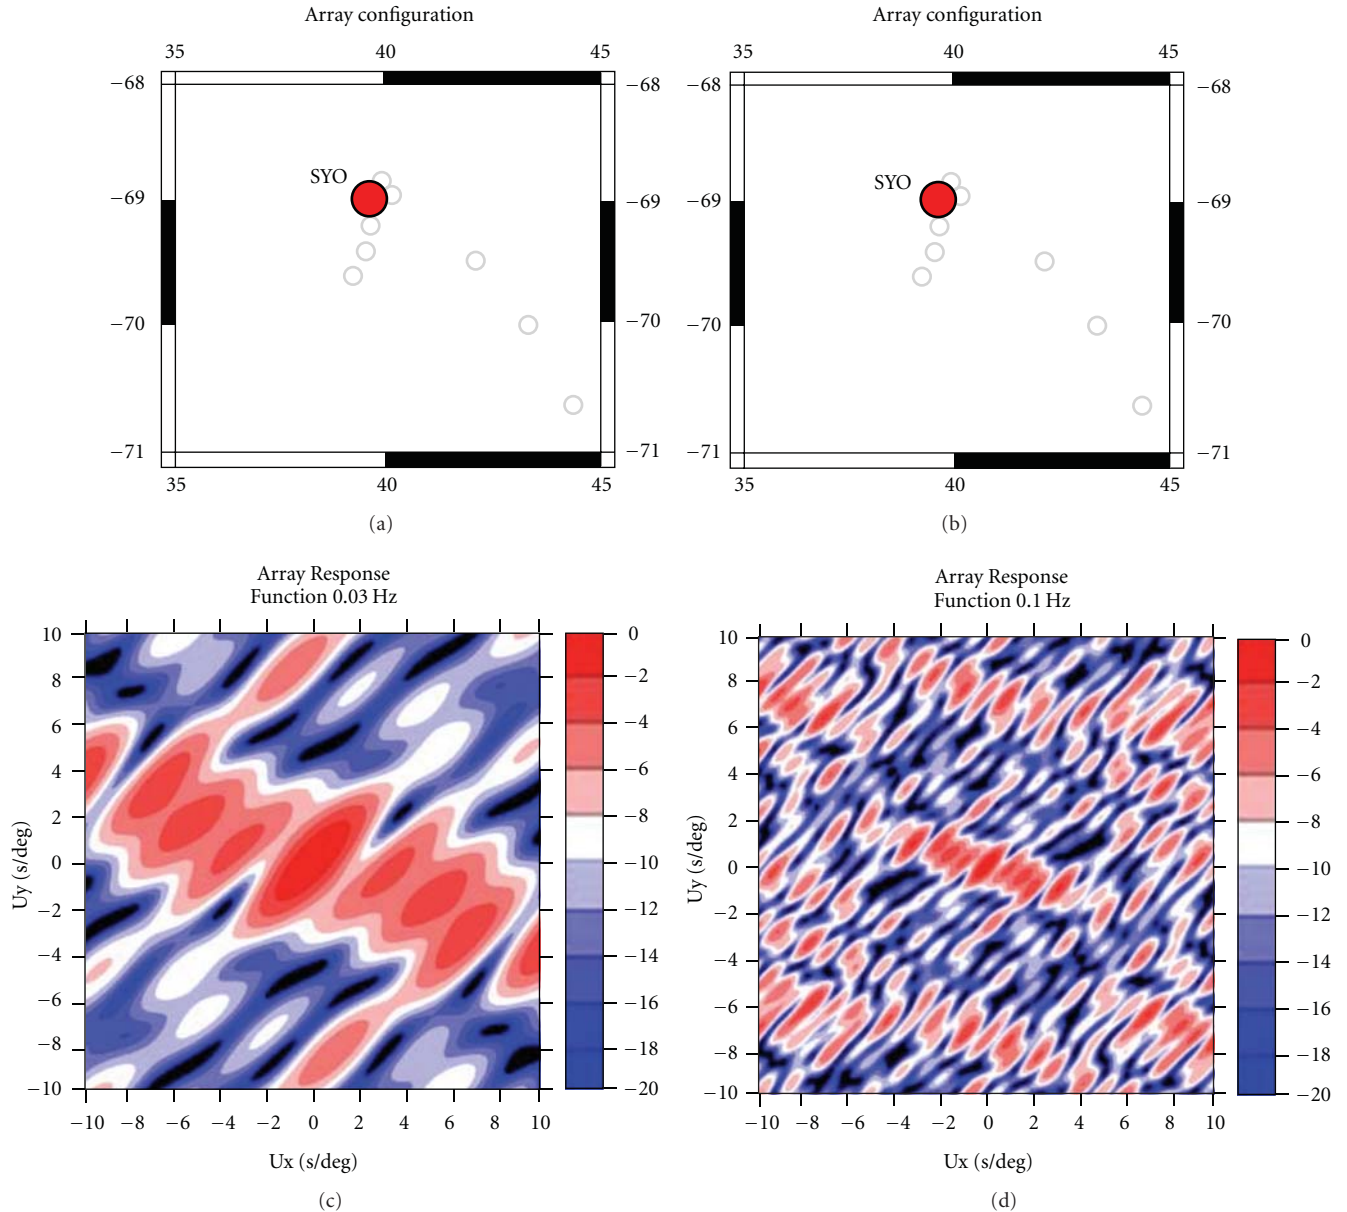 Array configuration
35 40 45
−68 −68
SYO
−69 −69
−70 −70
−71 −71
35 40 45
(a)
Array configuration
35 40 45
−68 −68
SYO
−69 −69
−70 −70
−71 −71
35 40 45
(b)
Array Response
Function 0.03 Hz
10
8
6
4
2
0
−2
−4
−6
−8
−10
Uy (s/deg)
−10 −8 −6 −4 −2 0 2 4 6 8 10
Ux (s/deg)
0
−2
−4
−6
−8
−10
−12
−14
−16
−18
−20
(c)
Array Response
Function 0.1 Hz
10
8
6
4
2
0
−2
−4
−6
−8
−10
Uy (s/deg)
−10 −8 −6 −4 −2 0 2 4 6 8 10
Ux (s/deg)
0
−2
−4
−6
−8
−10
−12
−14
−16
−18
−20
(d)